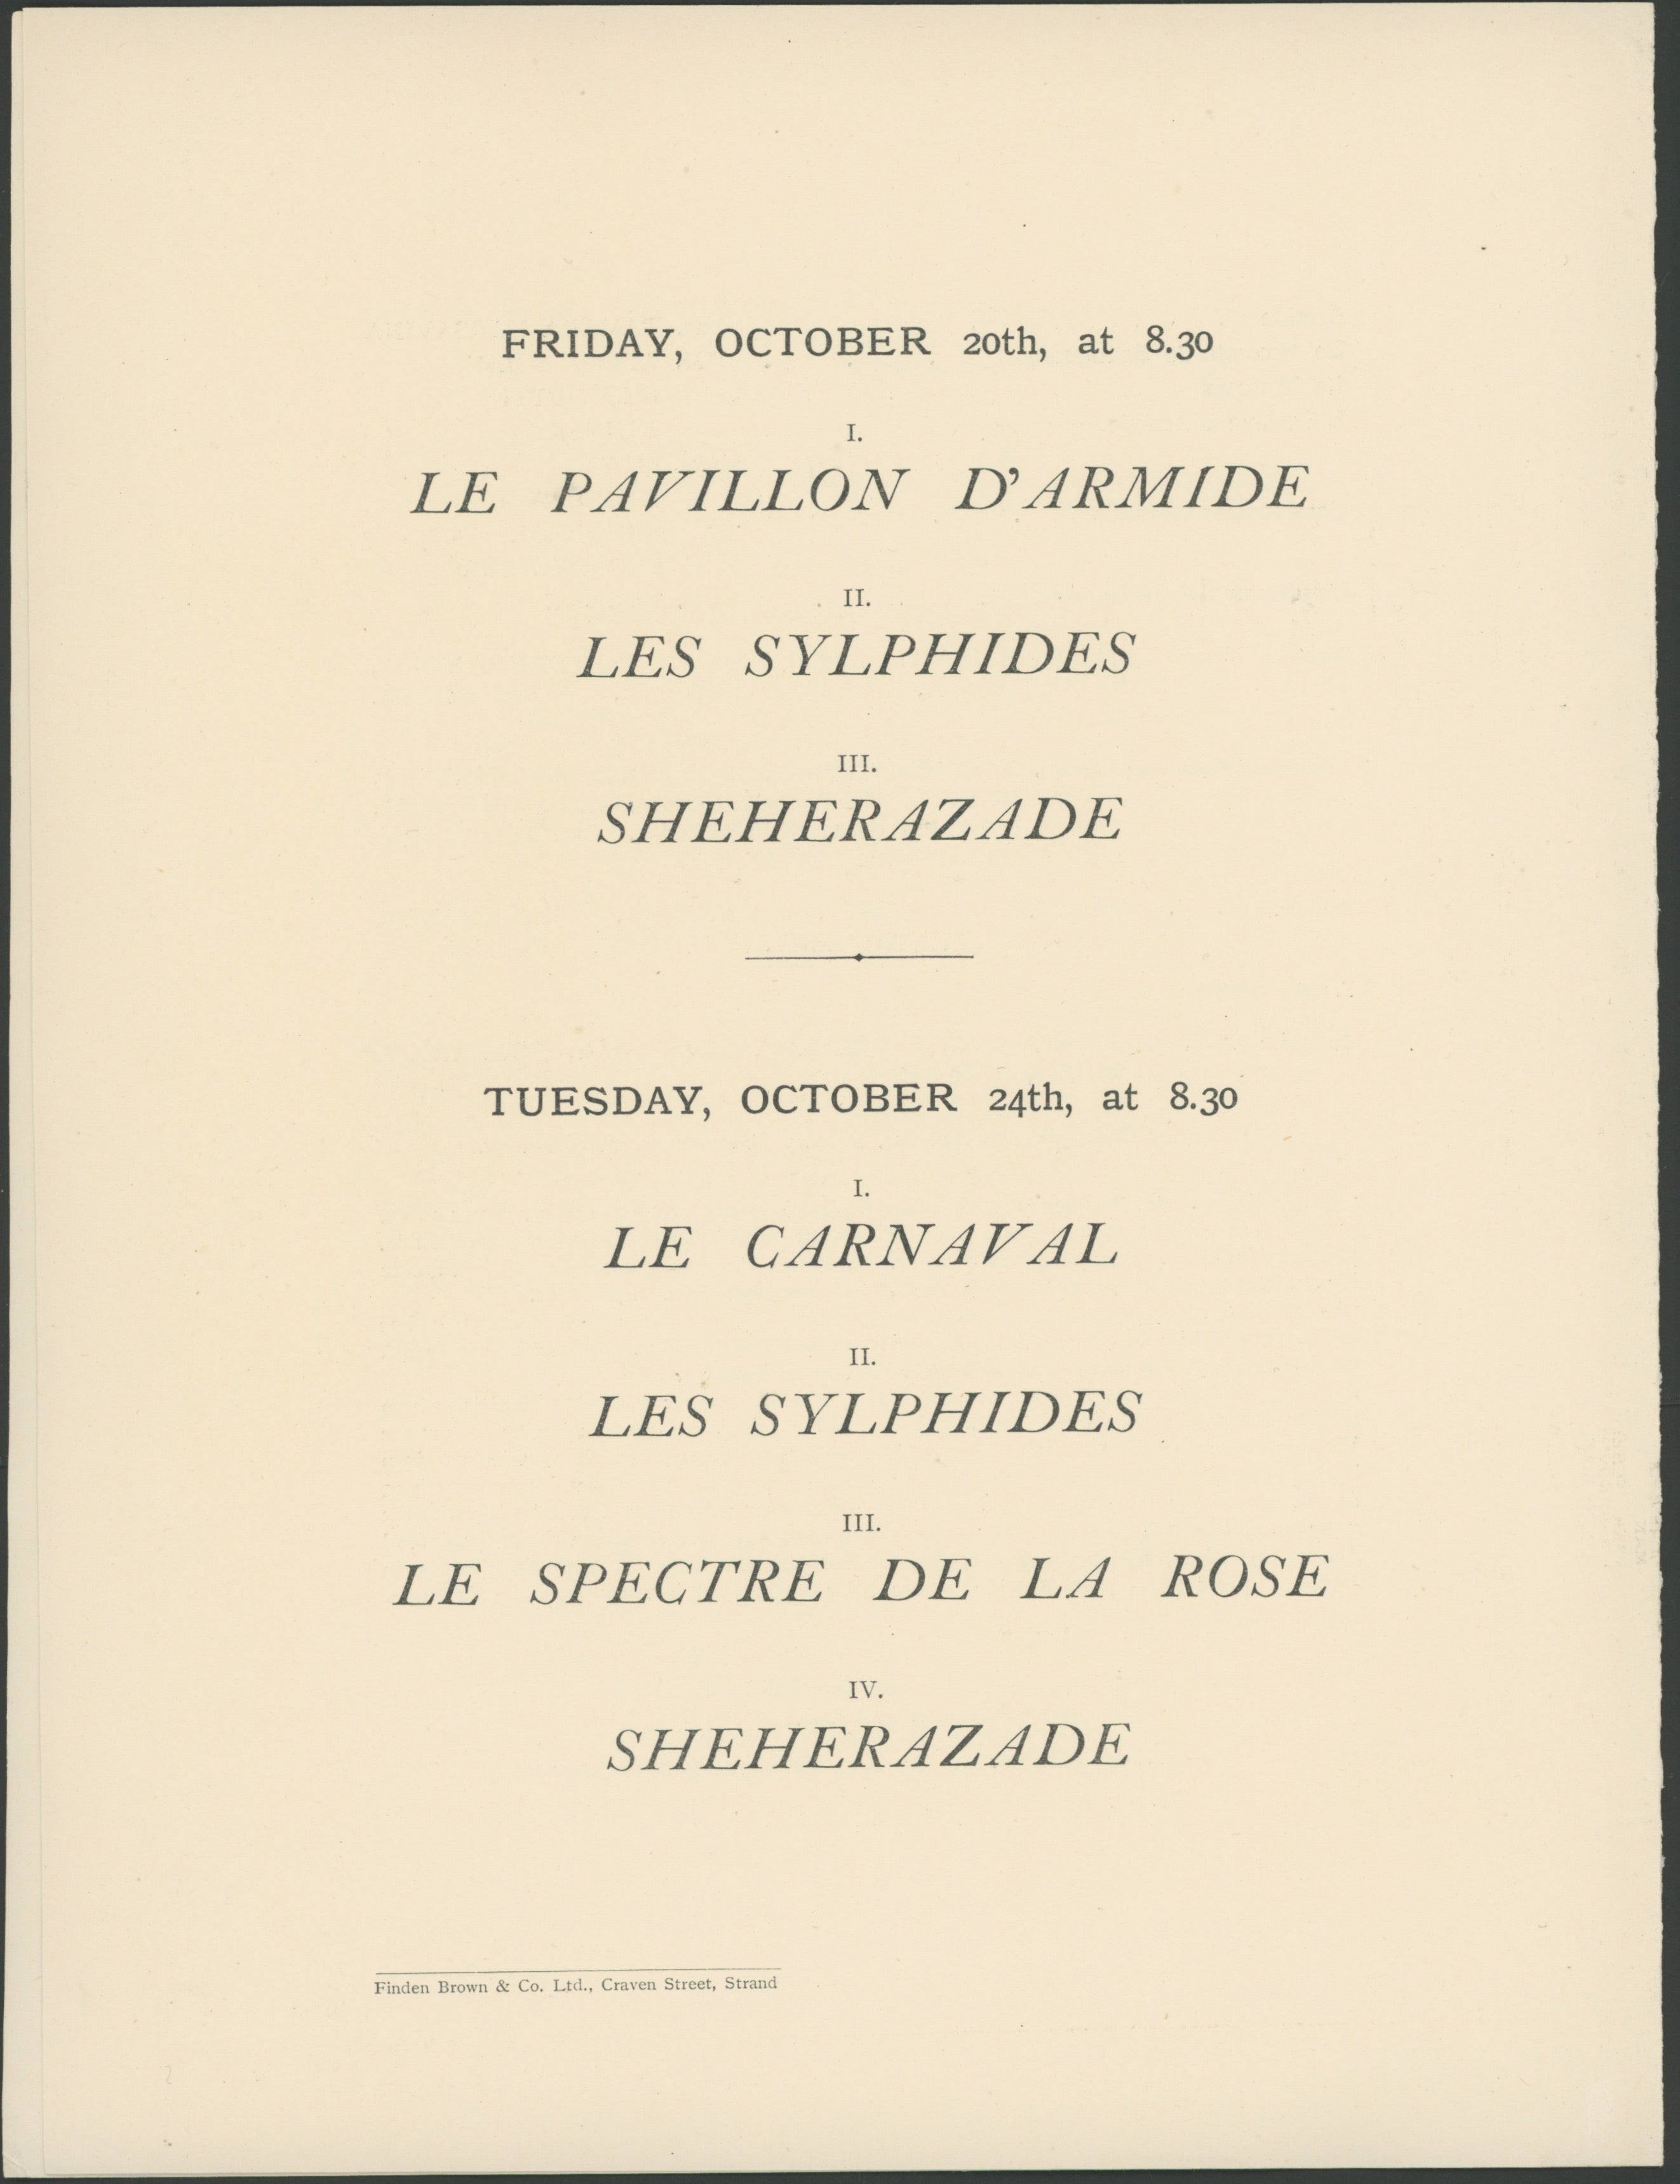 FRIDAY, OCTOBER 20th, at 8.30
I.
LE PAVILLON D'ARMIDE
II.
LES SYLPHIDES
III.
SHEHERAZADE
TUESDAY, OCTOBER 24th, at 8.30
I.
LE CARNAVAL
II.
LES SYLPHIDES
III.
LE SPECTRE DE LA ROSE
IV.
SHEHERAZADE
Finden Brown & Co. Ltd., Craven Street, Strand